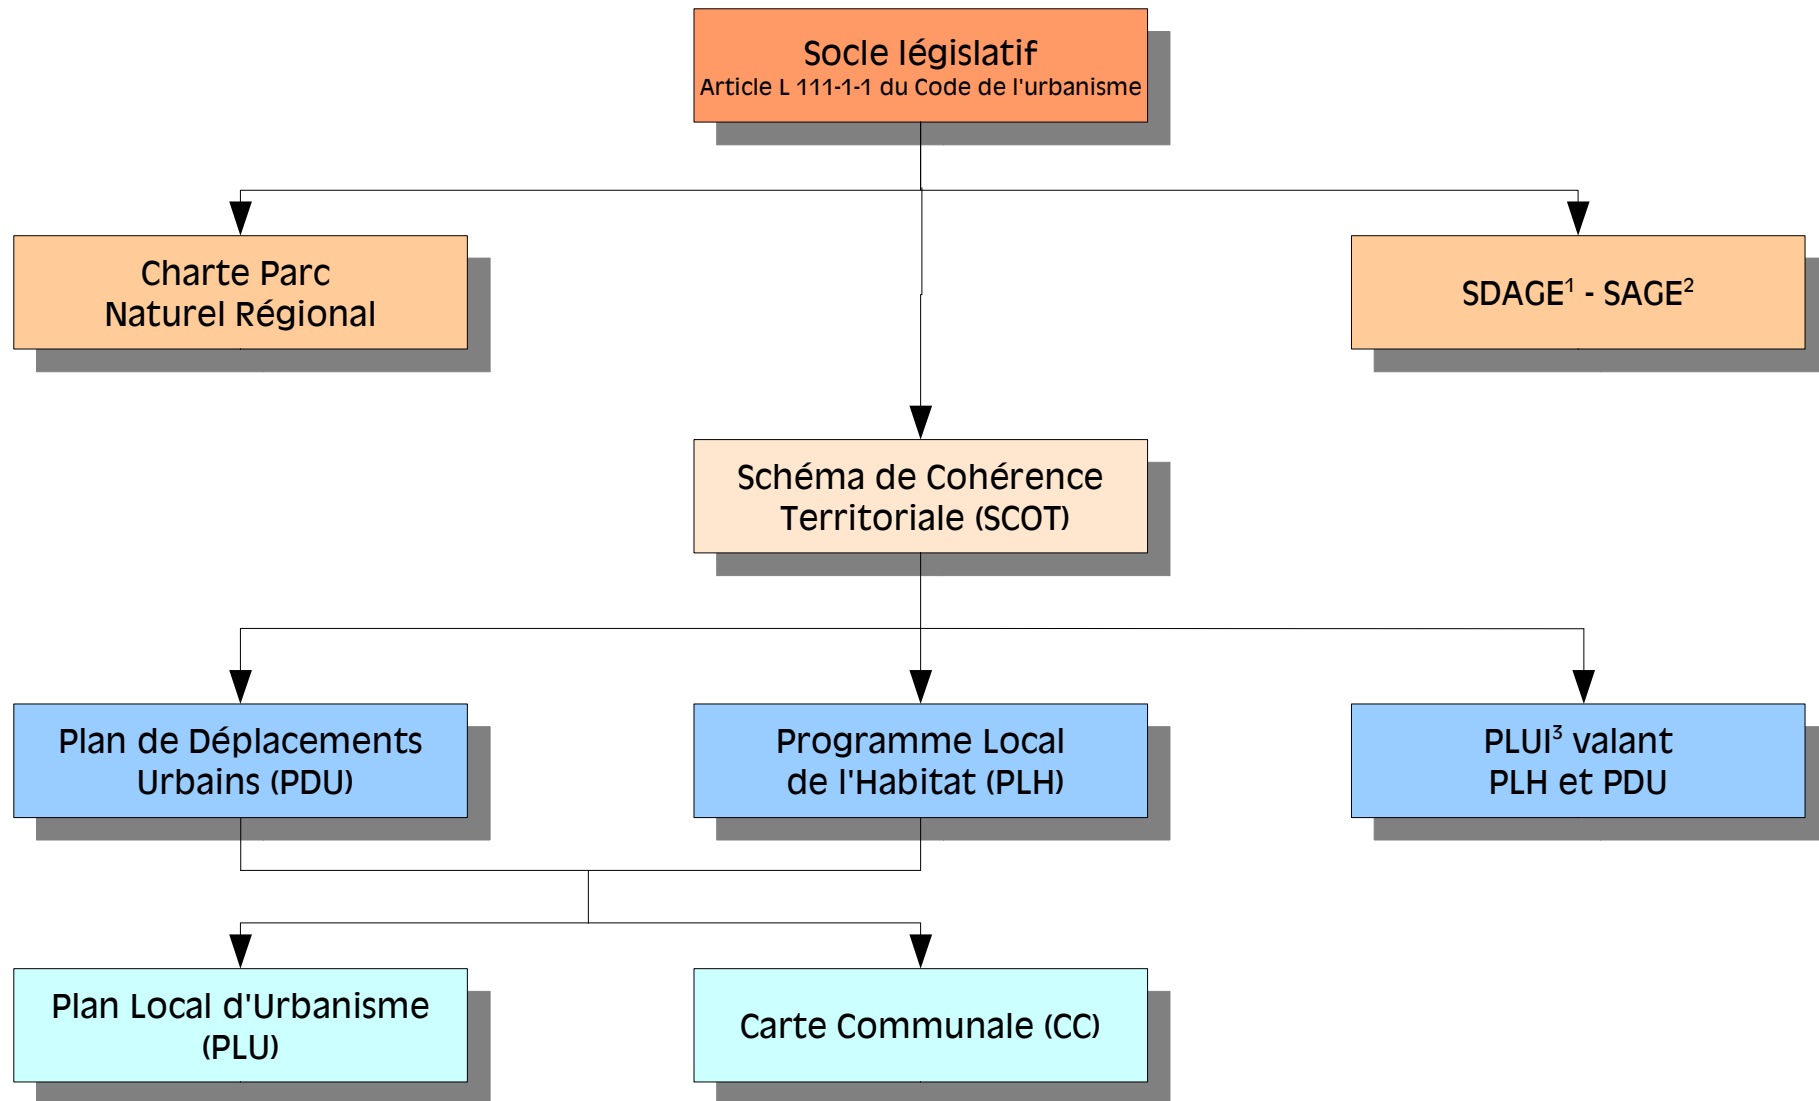 Socle législatif
Article L 111-1-1 du Code de l'urbanisme
Charte Parc
Naturel Régional
SDAGE¹ - SAGE²
Schéma de Cohérence
Territoriale (SCOT)
Plan de Déplacements
Urbains (PDU)
Programme Local
de l'Habitat (PLH)
PLUI³ valant
PLH et PDU
Plan Local d'Urbanisme
(PLU)
Carte Communale (CC)